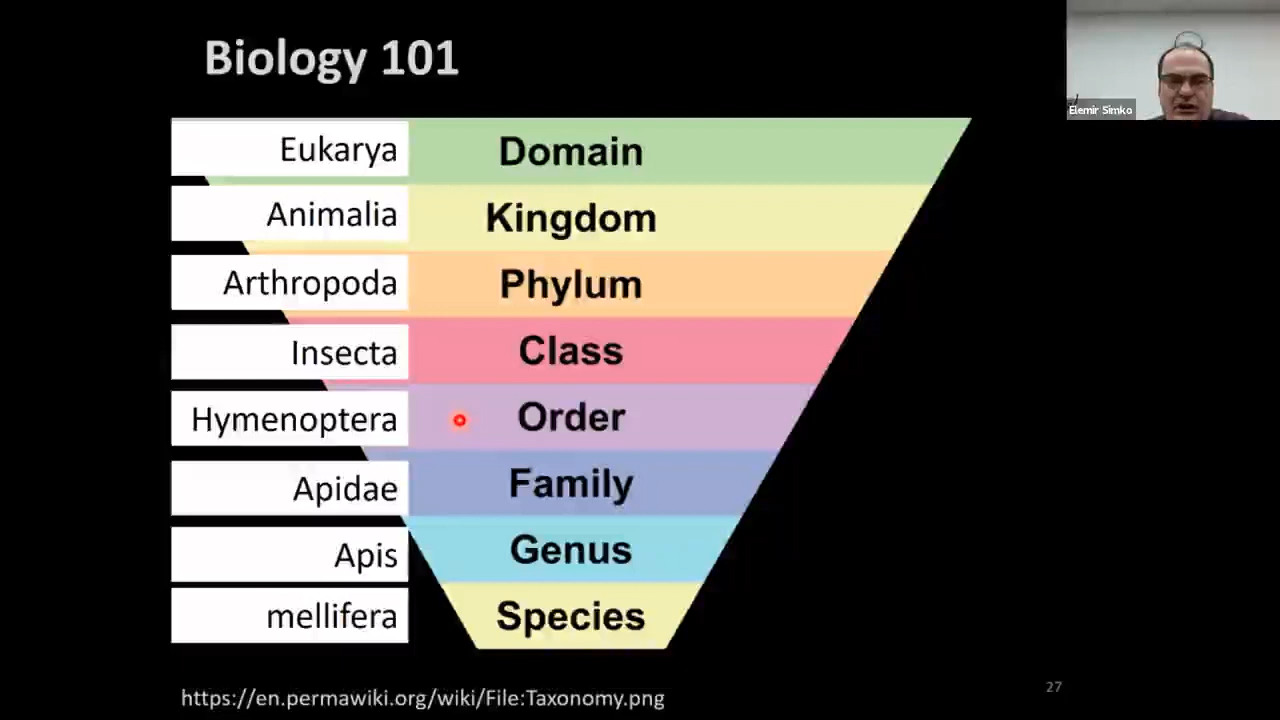 Biology 101
Elemir Simko
Eukarya Domain
Animalia Kingdom
Arthropoda Phylum
Insecta Class
Hymenoptera Order
Apidae Family
Apis Genus
mellifera Species
https://en.permawiki.org/wiki/File:Taxonomy.png
27